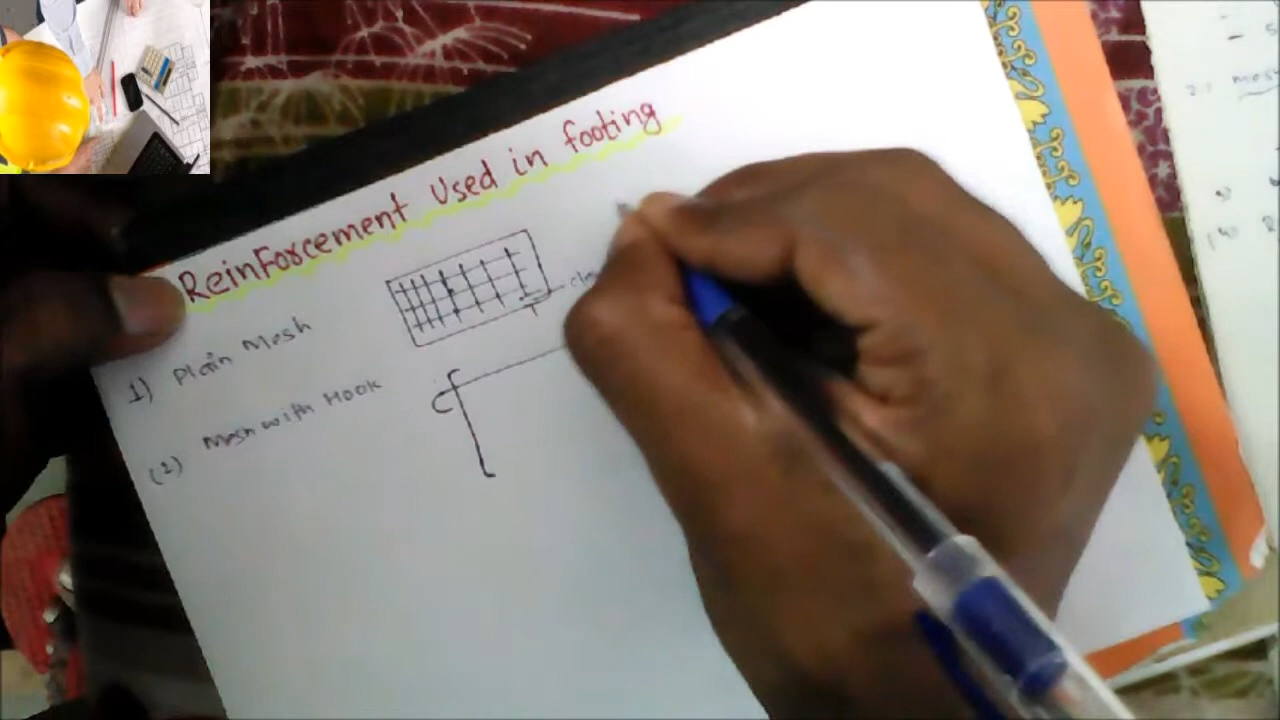 ReinForcement Used in footing
1) Plain Mesh
(2) Mesh with Hook